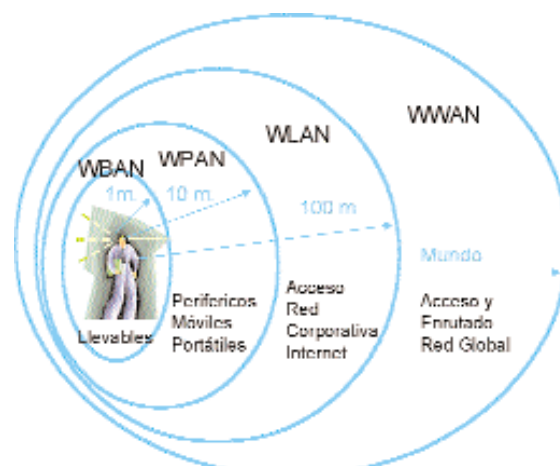 WWAN
WLAN
WPAN
WBAN
1m.
10 m.
100 m
Mundo
Llevables
Perifericos
Móviles
Portátiles
Acceso
Red
Corporativa
Internet
Acceso y
Enrutado
Red Global